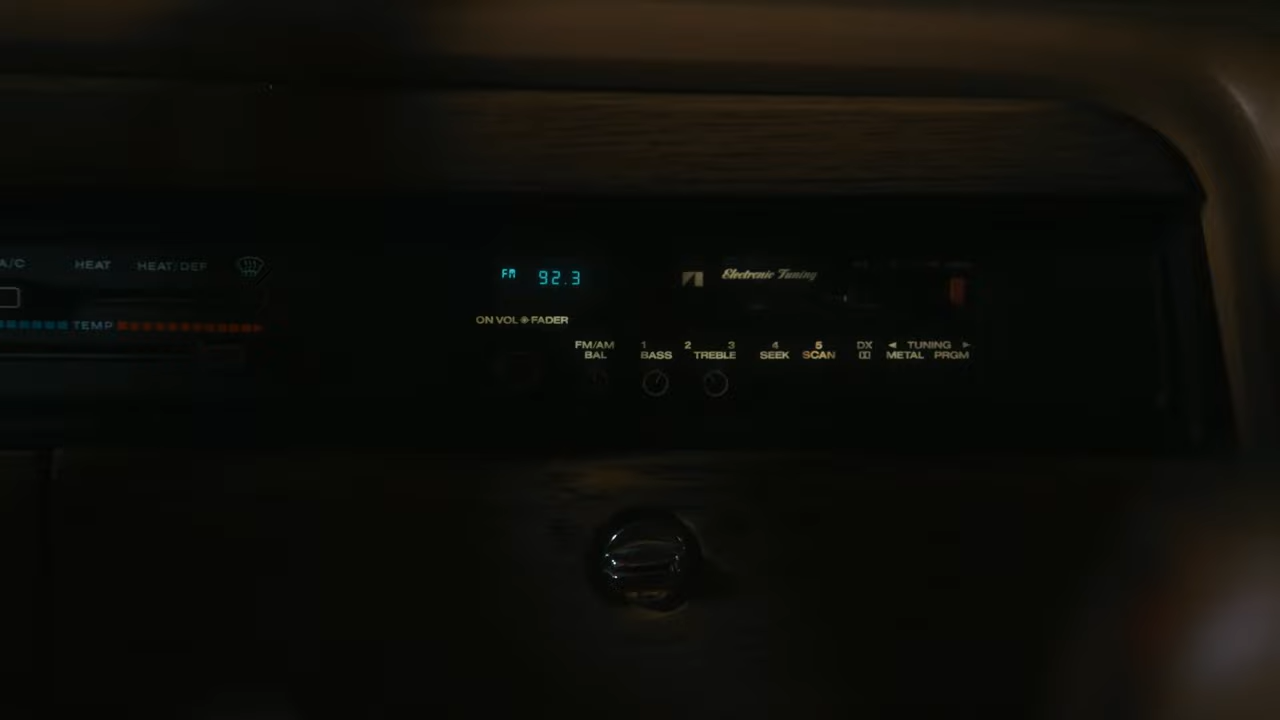 A/C HEAT HEAT/DEF
TEMP
FM 92.3
Electronic Tuning
ON VOL FADER
FM/AM 1 2 3 4 5 DX ◄ TUNING ►
BAL BASS TREBLE SEEK SCAN METAL PRGM